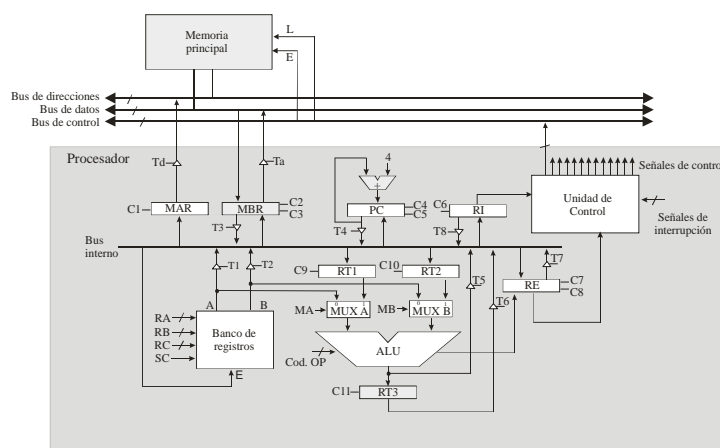 Memoria
principal
L
E
Bus de direcciones
Bus de datos
Bus de control
Procesador
Td
Ta
4
+
Señales de control
C1
MAR
MBR
C2
C3
PC
C4
C5
C6
RI
Unidad de
Control
Señales de
interrupción
T3
T4
T8
Bus
interno
T1
T2
C9
RT1
C10
RT2
T5
T6
T7
RE
C7
C8
A
B
MA
0
1
MUX A
MB
0
1
MUX B
RA
RB
RC
SC
Banco de
registros
E
Cod. OP
ALU
C11
RT3